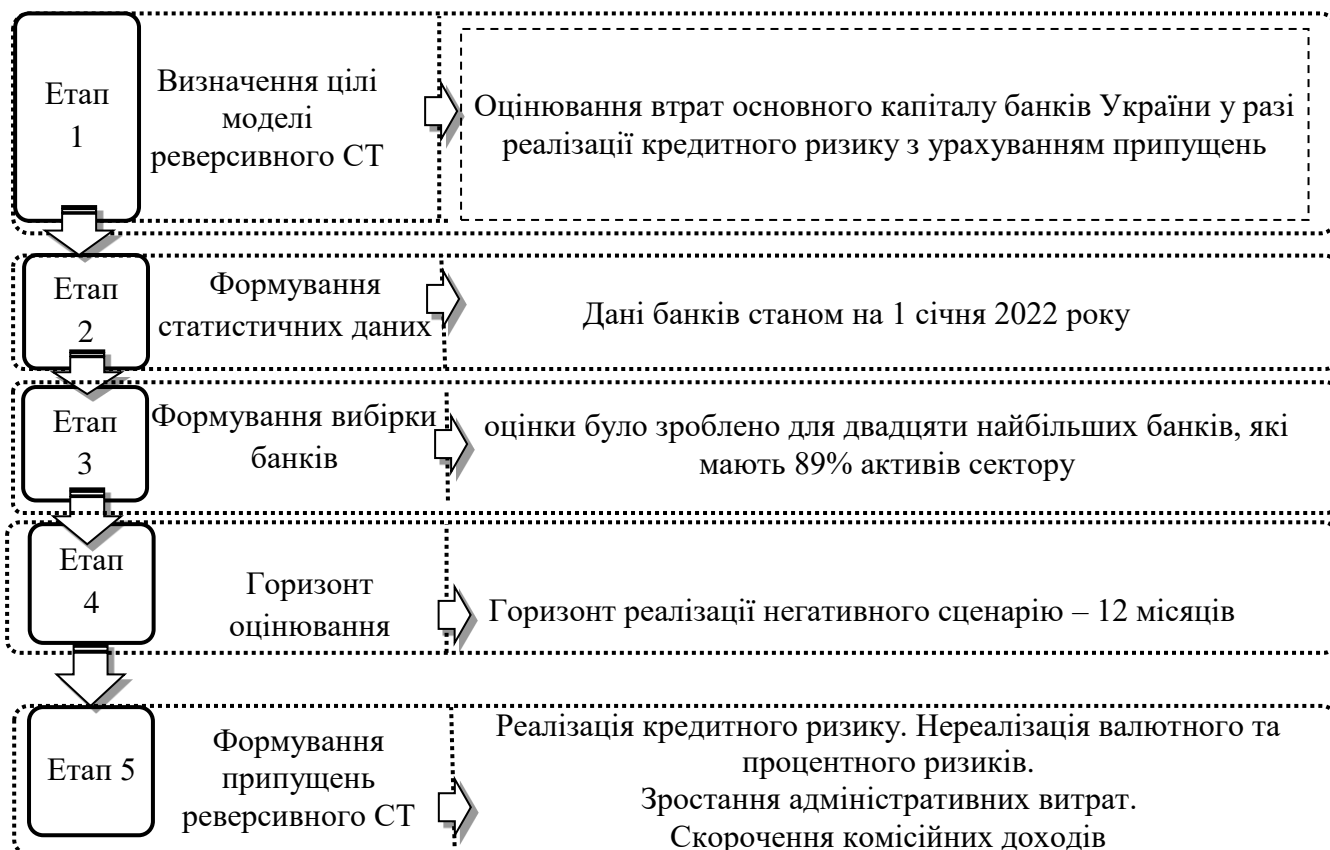 Етап
1
Визначення цілі
моделі
реверсивного СТ
Оцінювання втрат основного капіталу банків України у разі
реалізації кредитного ризику з урахуванням припущень
Етап
2
Формування
статистичних даних
Дані банків станом на 1 січня 2022 року
Етап
3
Формування вибірки
банків
оцінки було зроблено для двадцяти найбільших банків, які
мають 89% активів сектору
Етап
4
Горизонт
оцінювання
Горизонт реалізації негативного сценарію – 12 місяців
Етап 5
Формування
припущень
реверсивного СТ
Реалізація кредитного ризику. Нереалізація валютного та
процентного ризиків.
Зростання адміністративних витрат.
Скорочення комісійних доходів